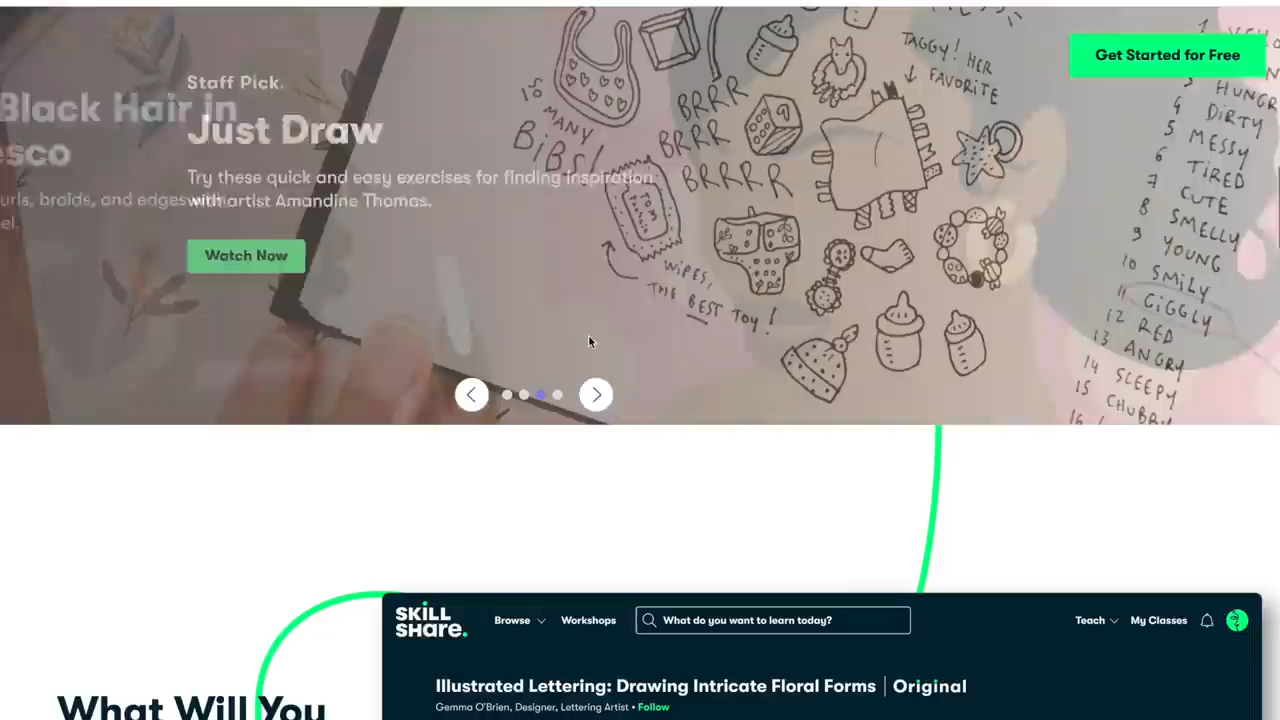 Get Started for Free
Staff Pick.
Black Hair in
Just Draw
esco
Try these quick and easy exercises for finding inspiration
urls, braids, and edges
with artist Amandine Thomas.
el.
Watch Now
TAGGY! HER
FAVORITE
MANY
BiBS!
BRRR
BRRR
BRRRR
WiPES,
THE BEST TOY!
4 DiRTY
5 MESSY
6 TiRED
7 CUTE
8 SMELLY
9 YOUNG
10 SMiLY
11 GiGGLY
12 RED
13 ANGRY
14 SLEEPY
15 CHUBBY
16
SKILL
SHare.
Browse
Workshops
What do you want to learn today?
Teach
My Classes
Illustrated Lettering: Drawing Intricate Floral Forms | Original
Gemma O'Brien, Designer, Lettering Artist • Follow
What Will You